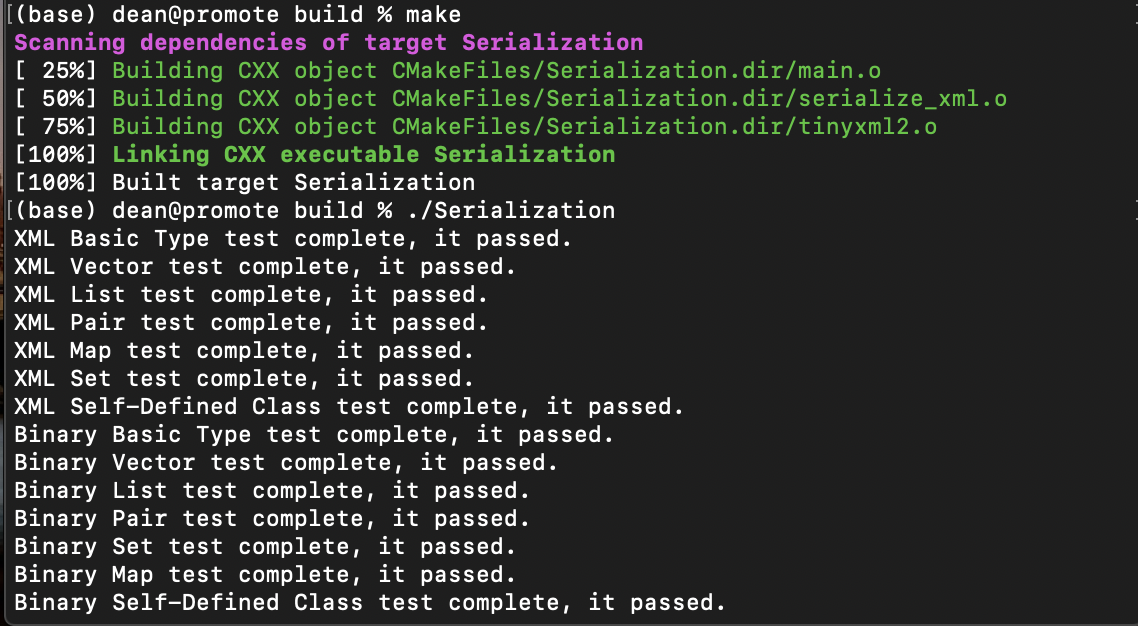 [(base) dean@promote build % make
Scanning dependencies of target Serialization
[ 25%] Building CXX object CMakeFiles/Serialization.dir/main.o
[ 50%] Building CXX object CMakeFiles/Serialization.dir/serialize_xml.o
[ 75%] Building CXX object CMakeFiles/Serialization.dir/tinyxml2.o
[100%] Linking CXX executable Serialization
[100%] Built target Serialization
[(base) dean@promote build % ./Serialization
XML Basic Type test complete, it passed.
XML Vector test complete, it passed.
XML List test complete, it passed.
XML Pair test complete, it passed.
XML Map test complete, it passed.
XML Set test complete, it passed.
XML Self-Defined Class test complete, it passed.
Binary Basic Type test complete, it passed.
Binary Vector test complete, it passed.
Binary List test complete, it passed.
Binary Pair test complete, it passed.
Binary Set test complete, it passed.
Binary Map test complete, it passed.
Binary Self-Defined Class test complete, it passed.